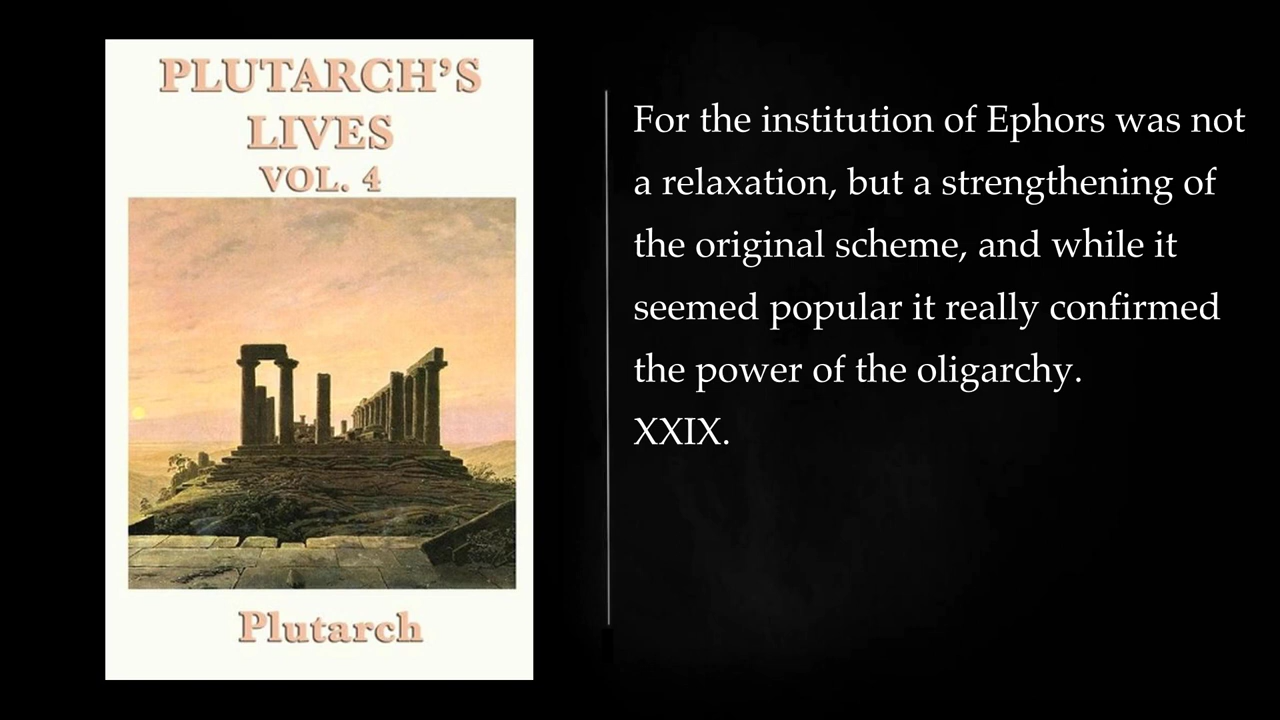 PLUTARCH'S
LIVES
VOL. 4
Plutarch
For the institution of Ephors was not
a relaxation, but a strengthening of
the original scheme, and while it
seemed popular it really confirmed
the power of the oligarchy.
XXIX.